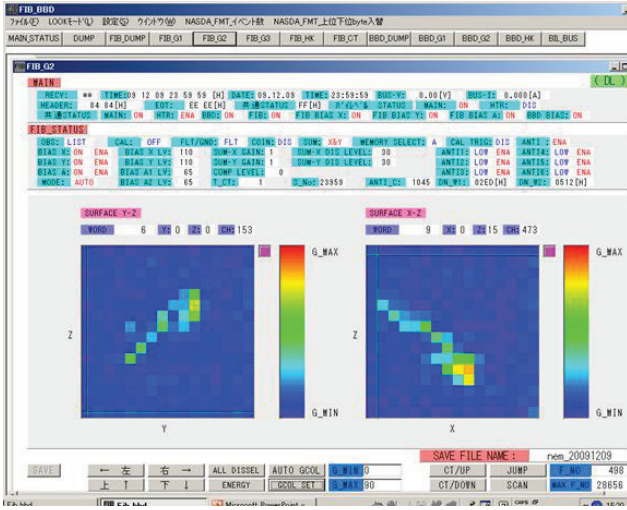 FIB_BBD
ファイル(F) LOOKモード(L) 設定(S) ウインドウ(W) NASDA_FMT_イベント数 NASDA_FMT_上位下位byte入替
MAIN_STATUS DUMP FIB_DUMP FIB_G1 FIB_G2 FIB_G3 FIB_HK FIB_CT BBD_DUMP BBD_G1 BBD_G2 BBD_HK BIL_BUS
FIB_G2
MAIN (DL)
RECV: ** TIME:09 12 09 23 59 59 [H] DATE: 09.12.09 TIME: 23:59:59 BUS-V: 0.00[V] BUS-I: 0.000[A]
HEADER: 84 84[H] EOT: EE EE[H] 共通STATUS FF[H] STATUS MAIN: ON HTR: DIS
共通STATUS MAIN: ON HTR: ENA BBD: ON FIB: ON FIB BIAS X: ON FIB BIAS Y: ON FIB BIAS A: ON BBD BIAS: ON
FIB_STATUS
OBS: LIST CAL: OFF FLT/GND: FLT COIN: DIS SUM: X&Y MEMORY SELECT: A CAL TRIG: DIS ANTI : ENA
BIAS X: ON ENA BIAS X LV: 110 SUM-X GAIN: 1 SUM-X DIS LEVEL: 30 ANTI1: LOW ENA ANTI4: LOW ENA
BIAS Y: ON ENA BIAS Y LV: 110 SUM-Y GAIN: 1 SUM-Y DIS LEVEL: 30 ANTI2: LOW ENA ANTI5: LOW ENA
BIAS A: ON ENA BIAS A1 LV: 65 COMP LEVEL: 0 ANTI3: LOW ENA ANTI6: LOW ENA
MODE: AUTO BIAS A2 LV: 65 T_CT: 1 S_No: 23959 ANTI_C: 1045 DN_W1: 02ED[H] DN_W2: 0512[H]
SURFACE Y-Z SURFACE X-Z
WORD 6 Y: 0 Z: 0 CH: 153 WORD 9 X: 0 Z: 15 CH: 473
G_MAX G_MAX
Z Z
G_MIN G_MIN
Y X
SAVE FILE NAME: nem_20091209
SAVE ← 左 右 → ALL DISSEL AUTO GCOL G_MIN 0 CT/UP JUMP F_NO 498
上 ↑ 下 ↓ ENERGY GCOL SET G_MAX 90 CT/DOWN SCAN MAX F_NO 28656
Fib_bbd Fib_bbd Microsoft PowerPoint CAPS 15:20